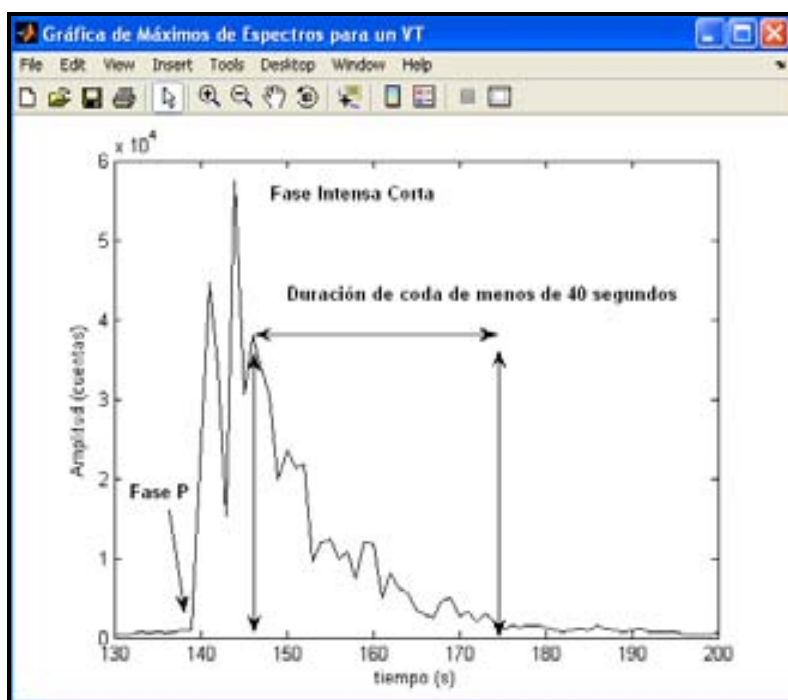 Gráfica de Máximos de Espectros para un VT
File Edit View Insert Tools Desktop Window Help
x 10^4
6
5
4
3
2
1
0
Amplitud (cuentas)
Fase Intensa Corta
Duración de coda de menos de 40 segundos
Fase P
130 140 150 160 170 180 190 200
tiempo (s)